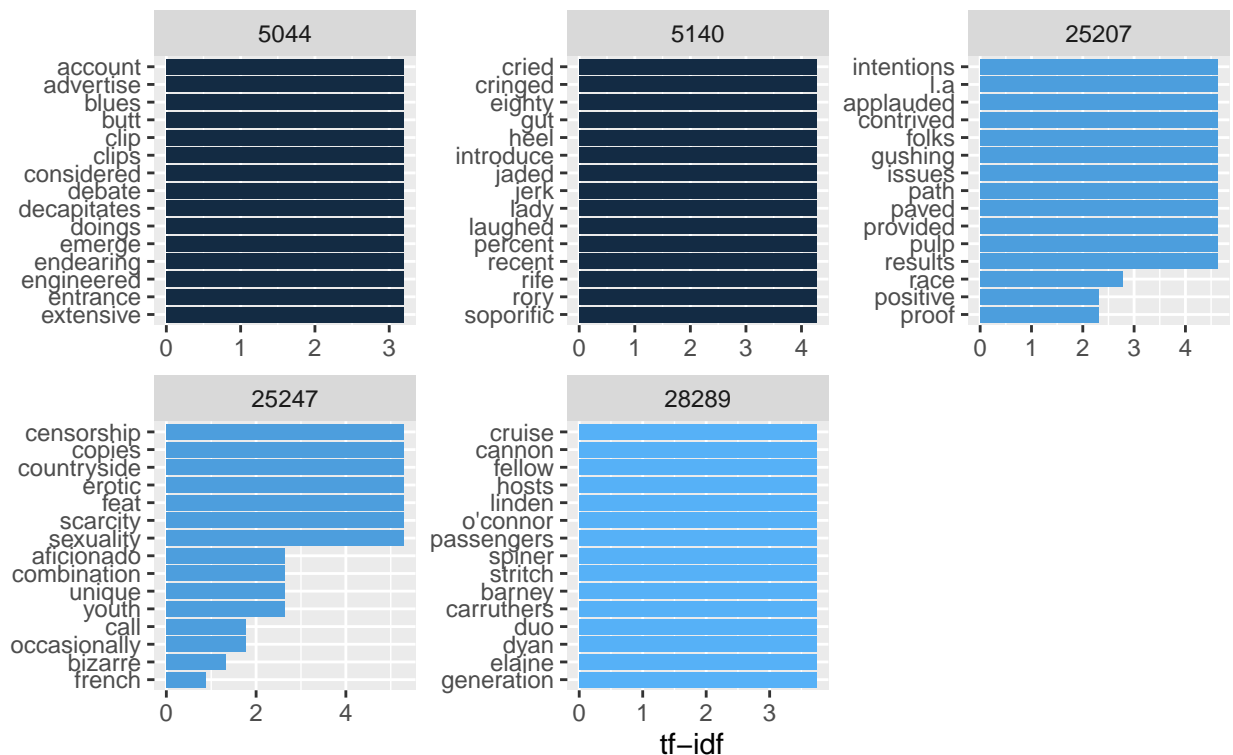 5044
account
advertise
blues
butt
clip
clips
considered
debate
decapitates
doings
emerge
endearing
engineered
entrance
extensive
0 1 2 3
5140
cried
cringed
eighty
gut
heel
introduce
jaded
jerk
lady
laughed
percent
recent
rife
rory
soporific
0 1 2 3 4
25207
intentions
l.a
applauded
contrived
folks
gushing
issues
path
paved
provided
pulp
results
race
positive
proof
0 1 2 3 4
25247
censorship
copies
countryside
erotic
feat
scarcity
sexuality
aficionado
combination
unique
youth
call
occasionally
bizarre
french
0 2 4
28289
cruise
cannon
fellow
hosts
linden
o'connor
passengers
spiner
stritch
barney
carruthers
duo
dyan
elaine
generation
0 1 2 3
tf−idf